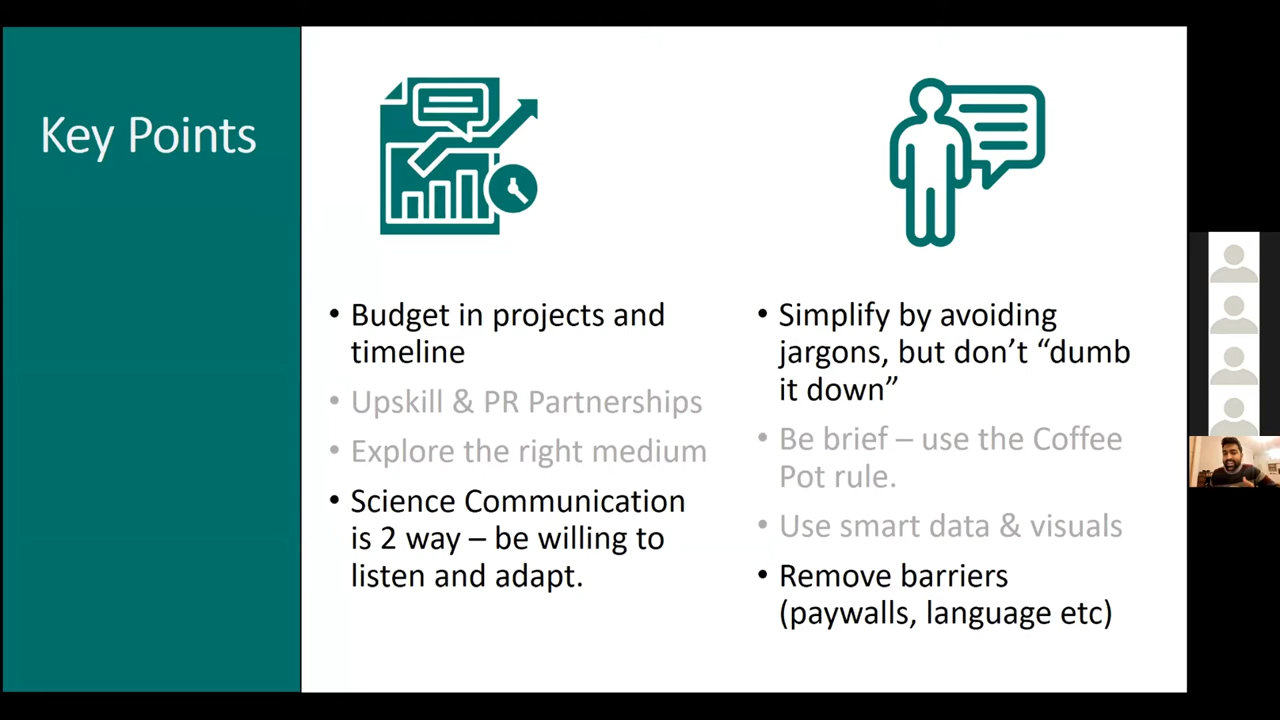 Key Points
• Budget in projects and
timeline
• Upskill & PR Partnerships
• Explore the right medium
• Science Communication
is 2 way – be willing to
listen and adapt.
• Simplify by avoiding
jargons, but don’t “dumb
it down”
• Be brief – use the Coffee
Pot rule.
• Use smart data & visuals
• Remove barriers
(paywalls, language etc)